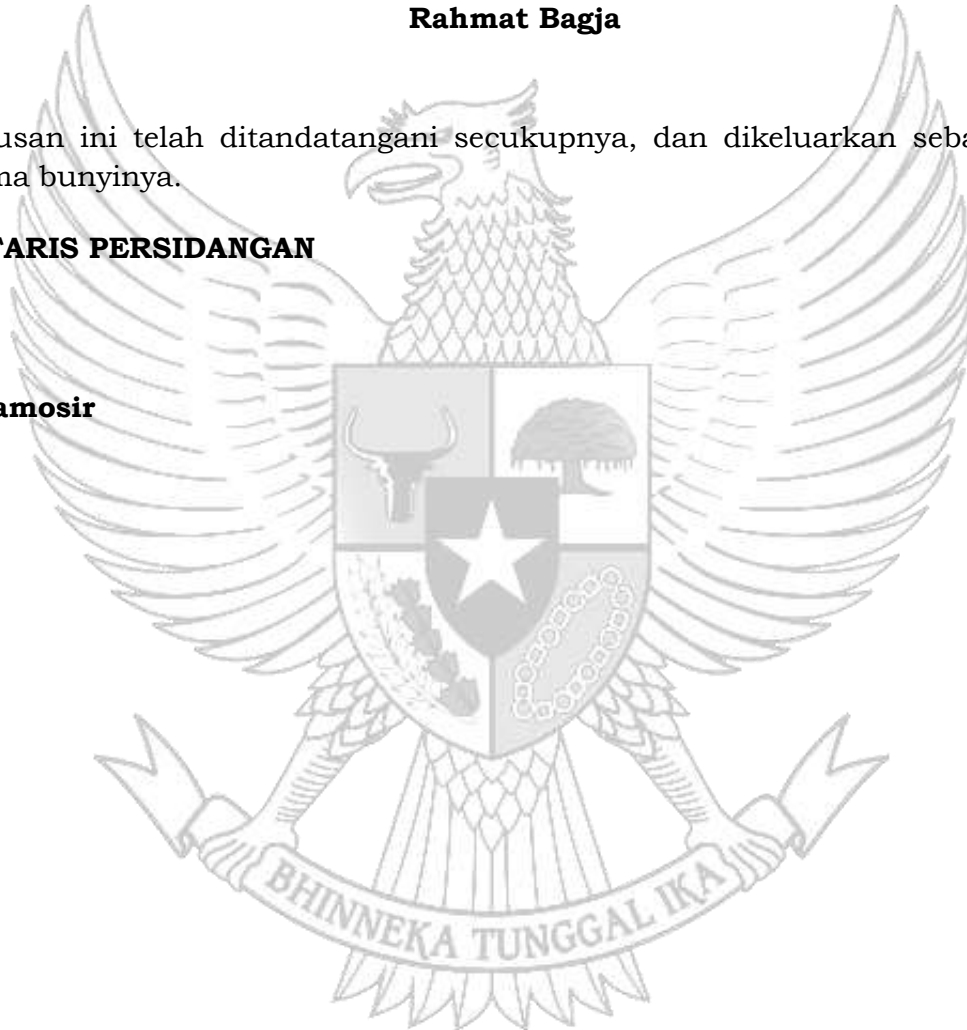 Rahmat Bagja
usan ini telah ditandatangani secukupnya, dan dikeluarkan seba
na bunyinya.
TARIS PERSIDANGAN
amosir
BHINNEKA TUNGGAL IKA